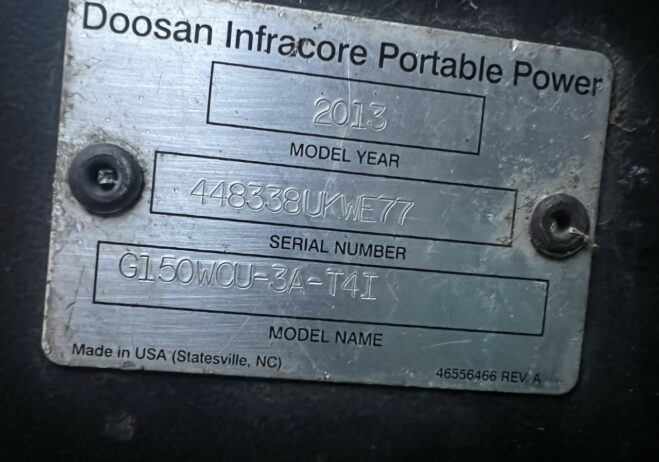 Doosan Infracore Portable Power
2013
MODEL YEAR
448338UKWE77
SERIAL NUMBER
G150WCU-3A-T4I
MODEL NAME
Made in USA (Statesville, NC)
46556466 REV A